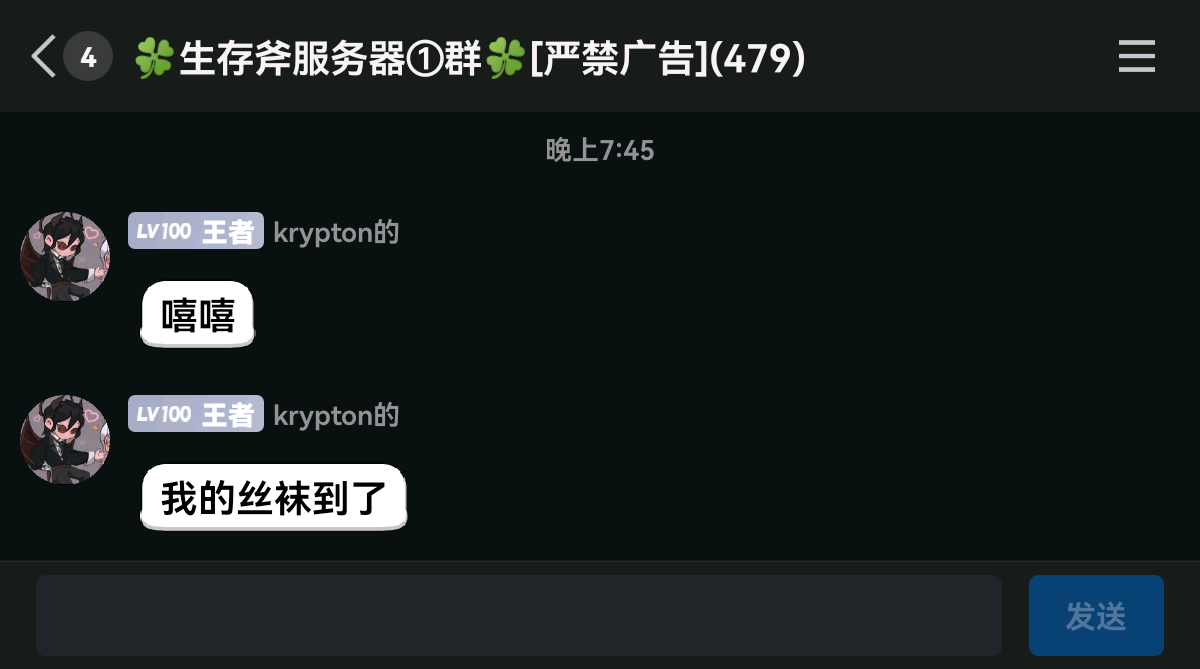 4 🍀生存斧服务器①群🍀[严禁广告](479)
晚上7:45
LV100 王者 krypton的
嘻嘻
LV100 王者 krypton的
我的丝袜到了
发送